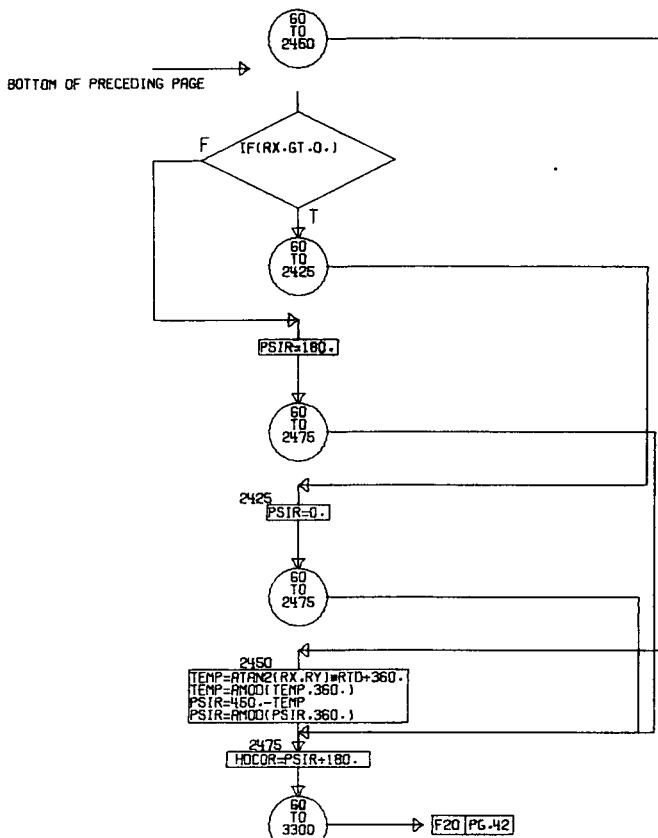 GO
TO
2450
BOTTOM OF PRECEDING PAGE
F
IF(RX.GT.0.)
T
GO
TO
2425
PSIR=180.
GO
TO
2475
2425
PSIR=0.
GO
TO
2475
2450
TEMP=ATAN2(RX,RY)*RTD+360.
TEMP=AMOD(TEMP,360.)
PSIR=450.-TEMP
PSIR=AMOD(PSIR,360.)
2475
HDCOR=PSIR+180.
GO
TO
3300
F20 PG.42